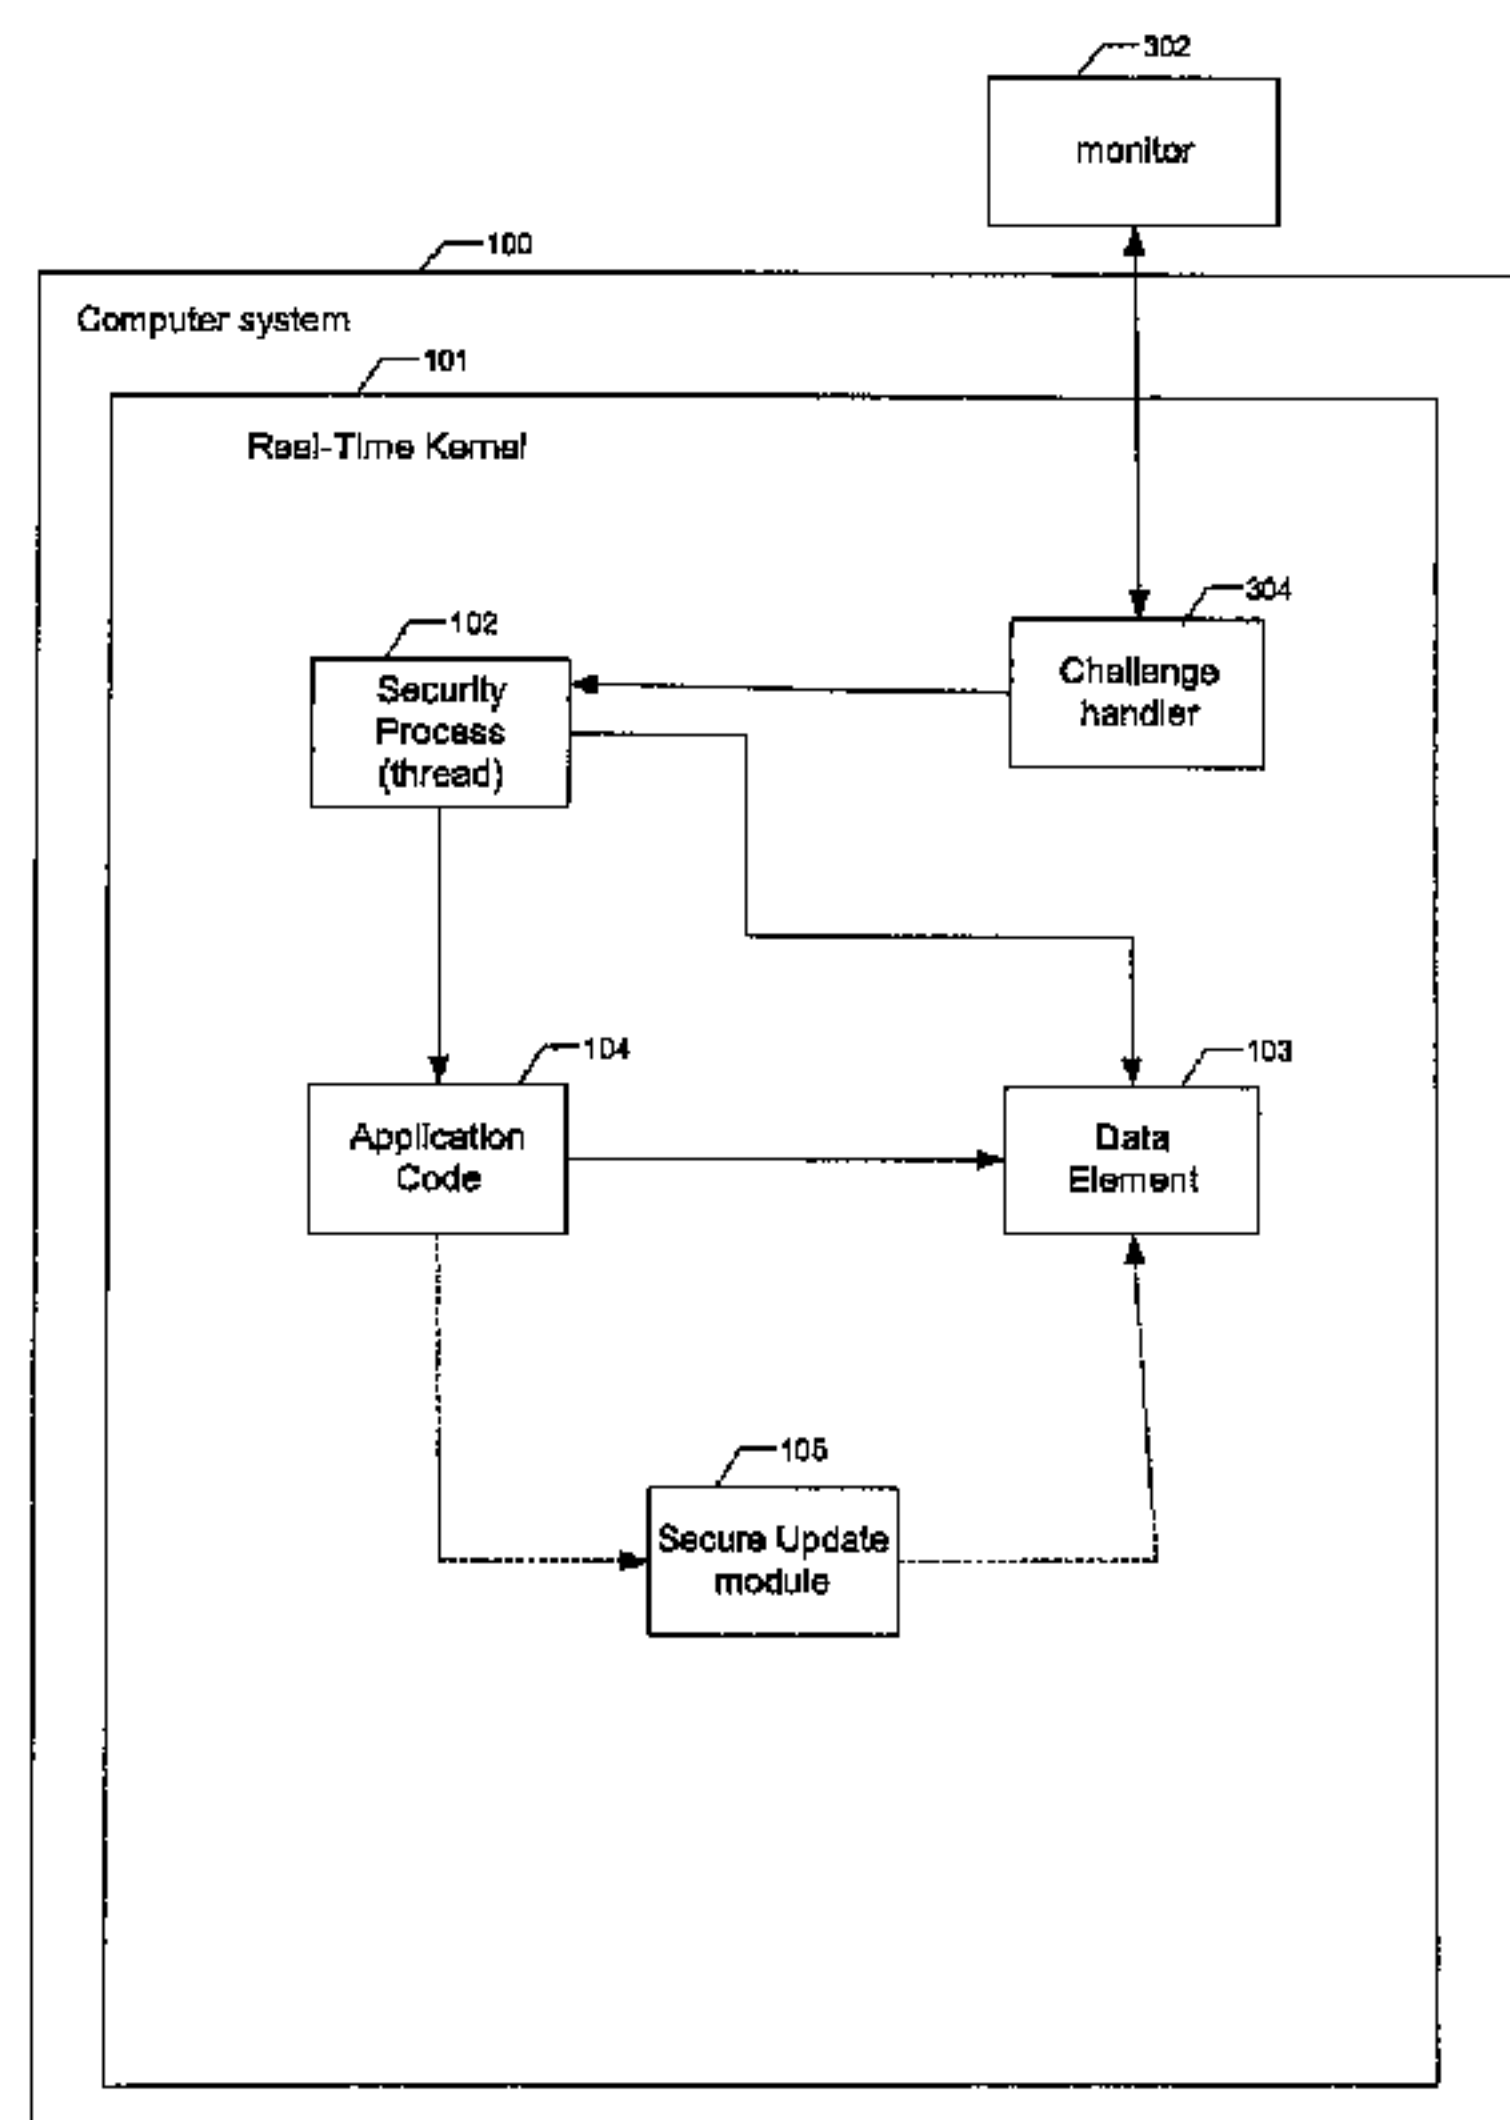 302
monitor
100
Computer system
101
Real-Time Kernel
304
Challenge
handler
102
Security
Process
(thread)
104
Application
Code
103
Data
Element
105
Secure Update
module